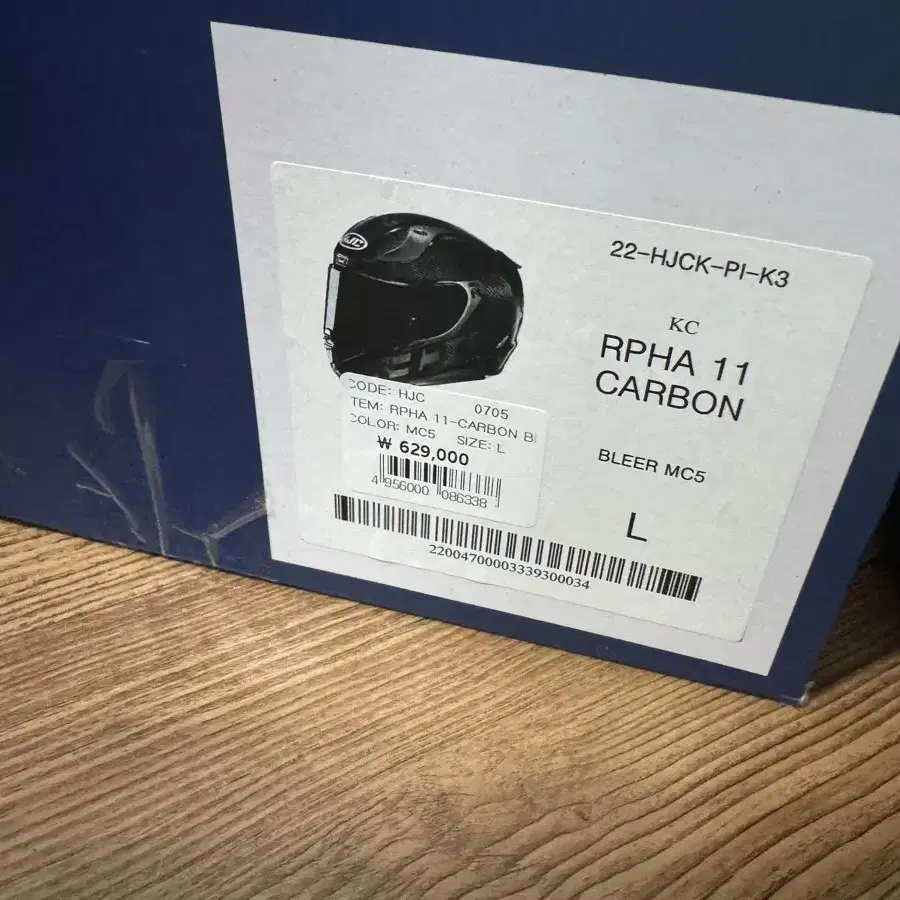 22-HJCK-PI-K3
HJC
KC
RPHA 11
CARBON
BLEER MC5
L
CODE: HJC 0705
TEM: RPHA 11-CARBON
COLOR: MC5 SIZE: L
₩ 629,000
4 956000 086338
22004700003339300034